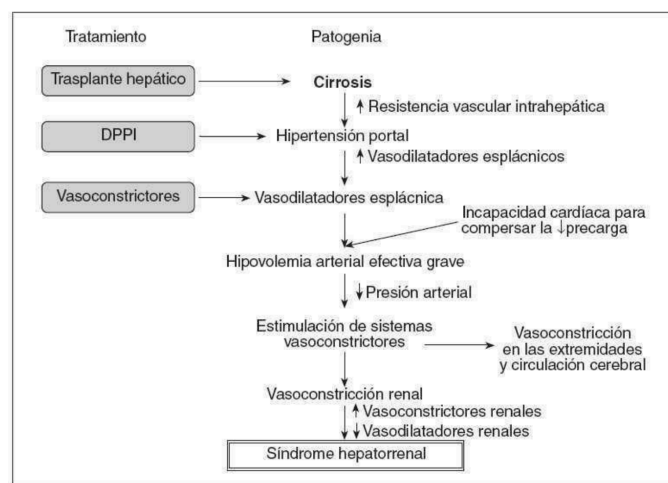 Tratamiento
Patogenia
Trasplante hepático
Cirrosis
↑ Resistencia vascular intrahepática
DPPI
Hipertensión portal
↑ Vasodilatadores esplácnicos
Vasoconstrictores
Vasodilatadores esplácnica
Incapacidad cardíaca para
compersar la ↓precarga
Hipovolemia arterial efectiva grave
↓ Presión arterial
Estimulación de sistemas
vasoconstrictores
Vasoconstricción
en las extremidades
y circulación cerebral
Vasoconstricción renal
↑ Vasoconstrictores renales
↓ Vasodilatadores renales
Síndrome hepatorrenal